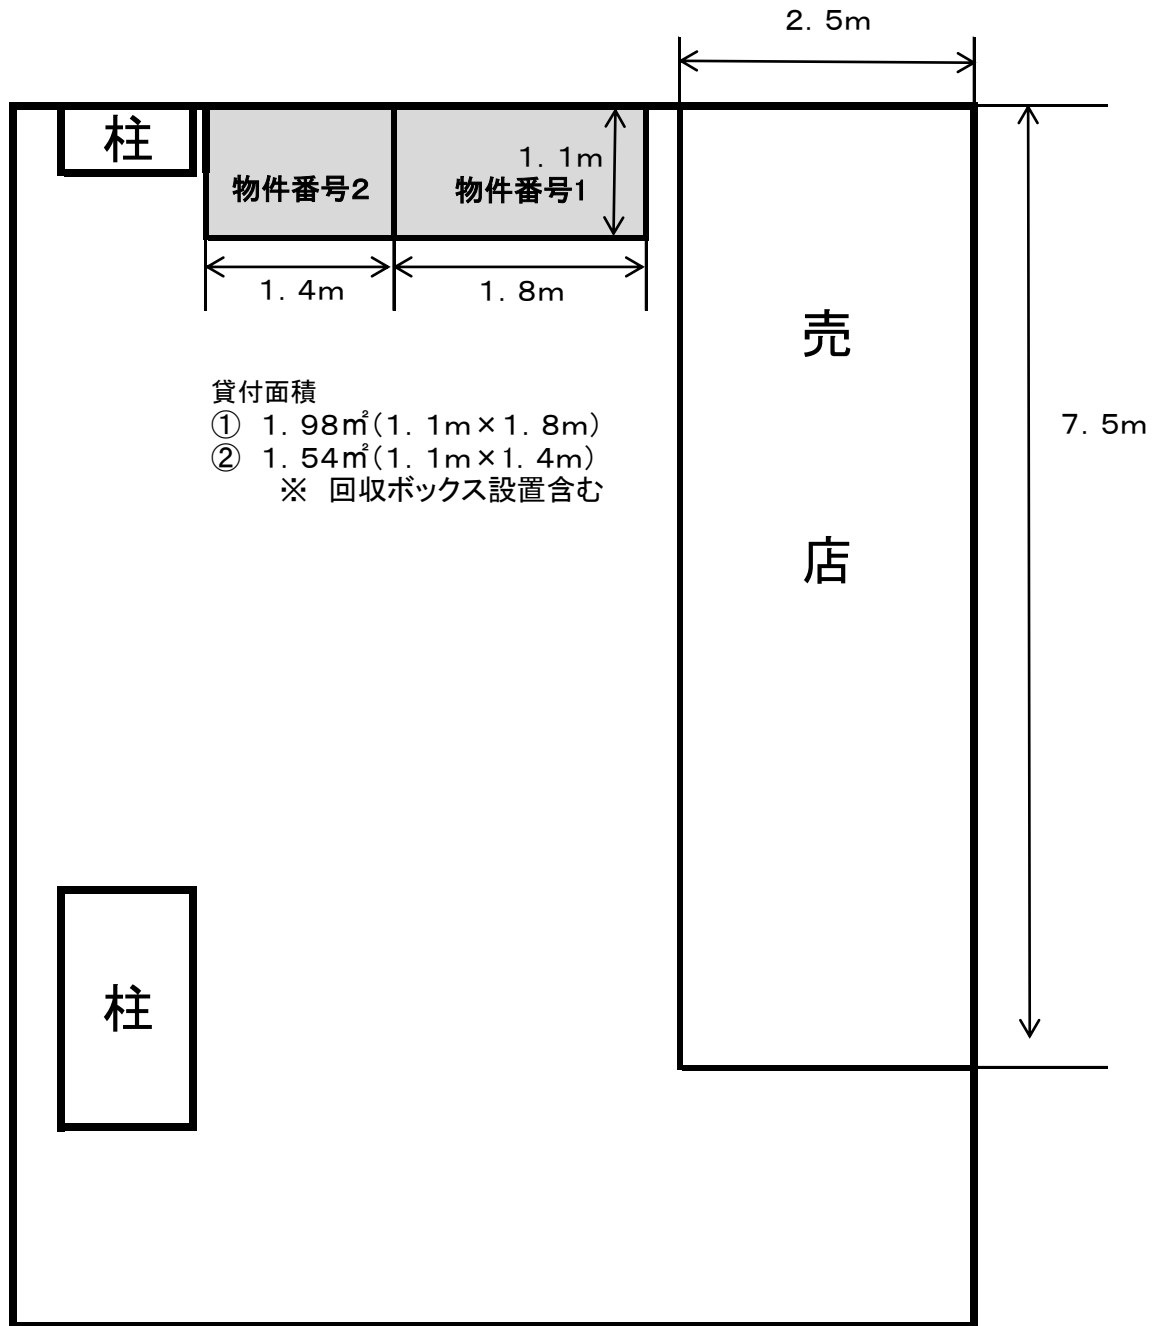 2．5m
柱
1．1m
物件番号2
物件番号1
1．4m
1．8m
売
店
貸付面積
① 1．98㎡(1．1m×1．8m)
② 1．54㎡(1．1m×1．4m)
※ 回収ボックス設置含む
7．5m
柱